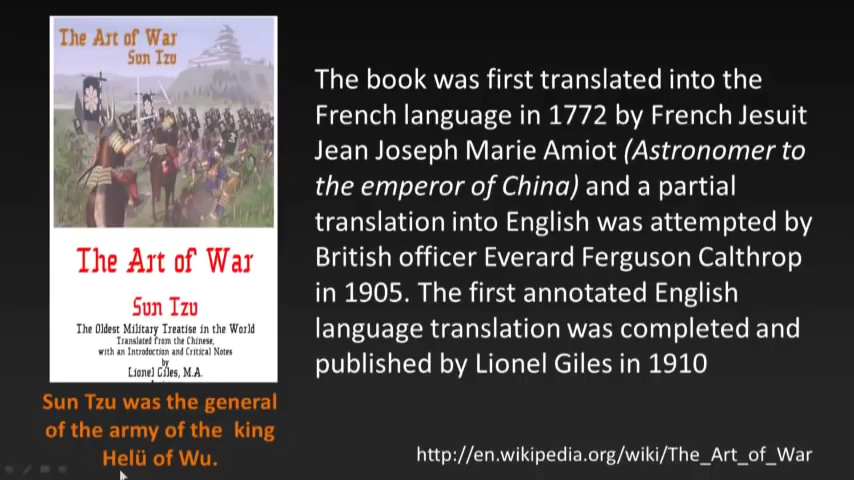 The Art of War
Sun Tzu
The Art of War
Sun Tzu
The Oldest Military Treatise in the World
Translated from the Chinese,
with an Introduction and Critical Notes
by
Lionel Giles, M.A.
Sun Tzu was the general
of the army of the king
Helü of Wu.
The book was first translated into the
French language in 1772 by French Jesuit
Jean Joseph Marie Amiot (Astronomer to
the emperor of China) and a partial
translation into English was attempted by
British officer Everard Ferguson Calthrop
in 1905. The first annotated English
language translation was completed and
published by Lionel Giles in 1910
http://en.wikipedia.org/wiki/The_Art_of_War